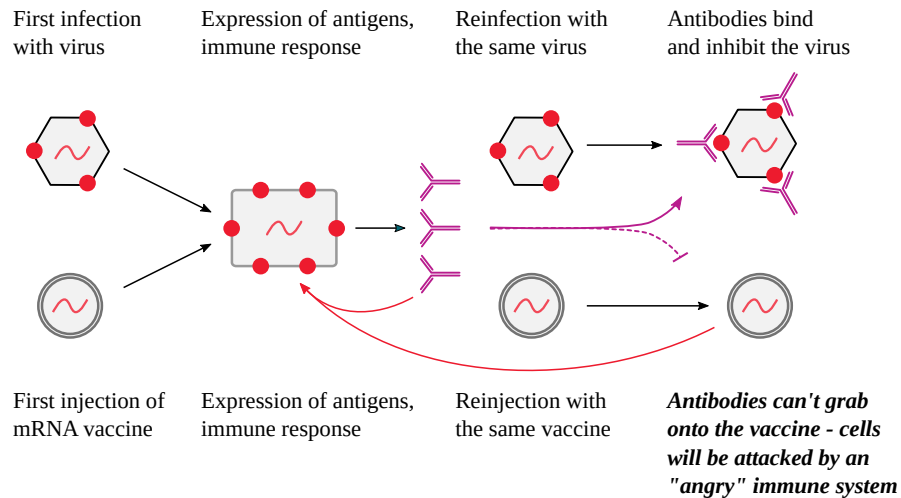 First infection
with virus
Expression of antigens,
immune response
Reinfection with
the same virus
Antibodies bind
and inhibit the virus
First injection of
mRNA vaccine
Expression of antigens,
immune response
Reinjection with
the same vaccine
Antibodies can't grab
onto the vaccine - cells
will be attacked by an
"angry" immune system